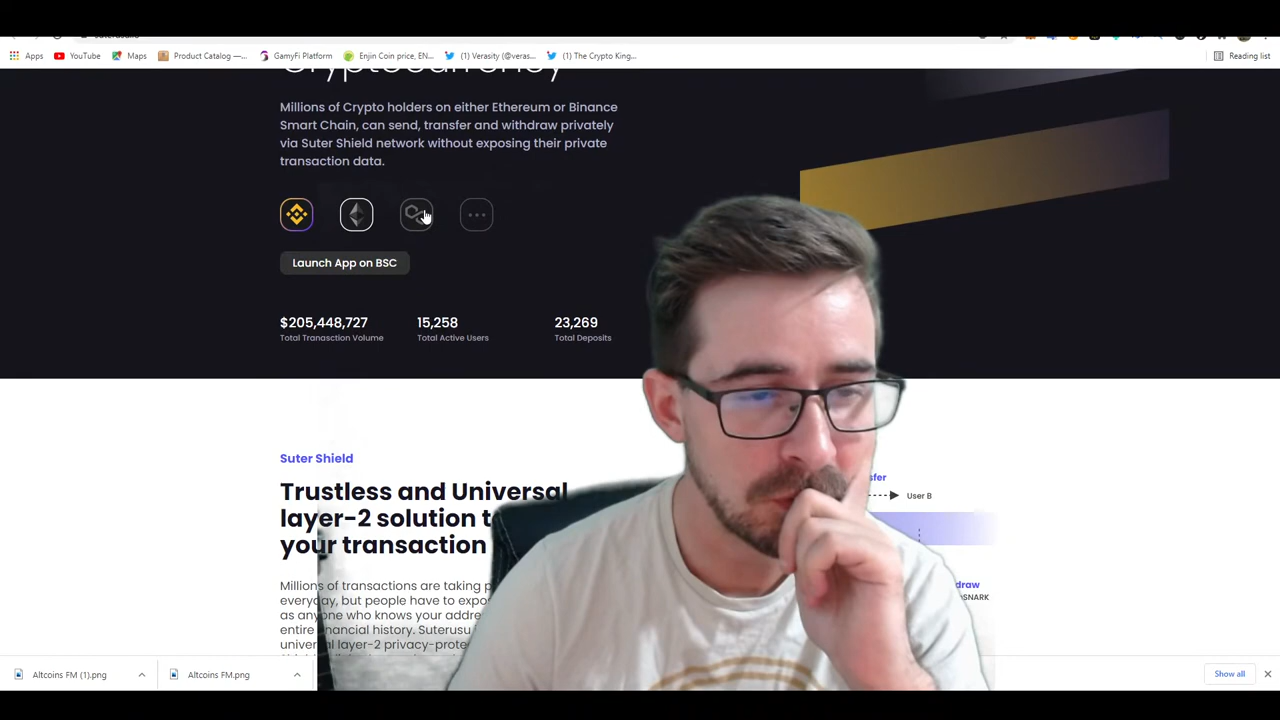 Apps YouTube Maps Product Catalog —... GamyFi Platform Enjin Coin price, EN... (1) Verasity (@veras... (1) The Crypto King... Reading list
Cryptocurrency
Millions of Crypto holders on either Ethereum or Binance
Smart Chain, can send, transfer and withdraw privately
via Suter Shield network without exposing their private
transaction data.
Launch App on BSC
$205,448,727 15,258 23,269
Total Tranasction Volume Total Active Users Total Deposits
Suter Shield
Trustless and Universal
layer-2 solution t
your transaction
Millions of transactions are taking p
everyday, but people have to expo
as anyone who knows your addre
entire financial history. Suterusu
universal layer-2 privacy-prote
sfer
User B
draw
SNARK
Altcoins FM (1).png Altcoins FM.png Show all